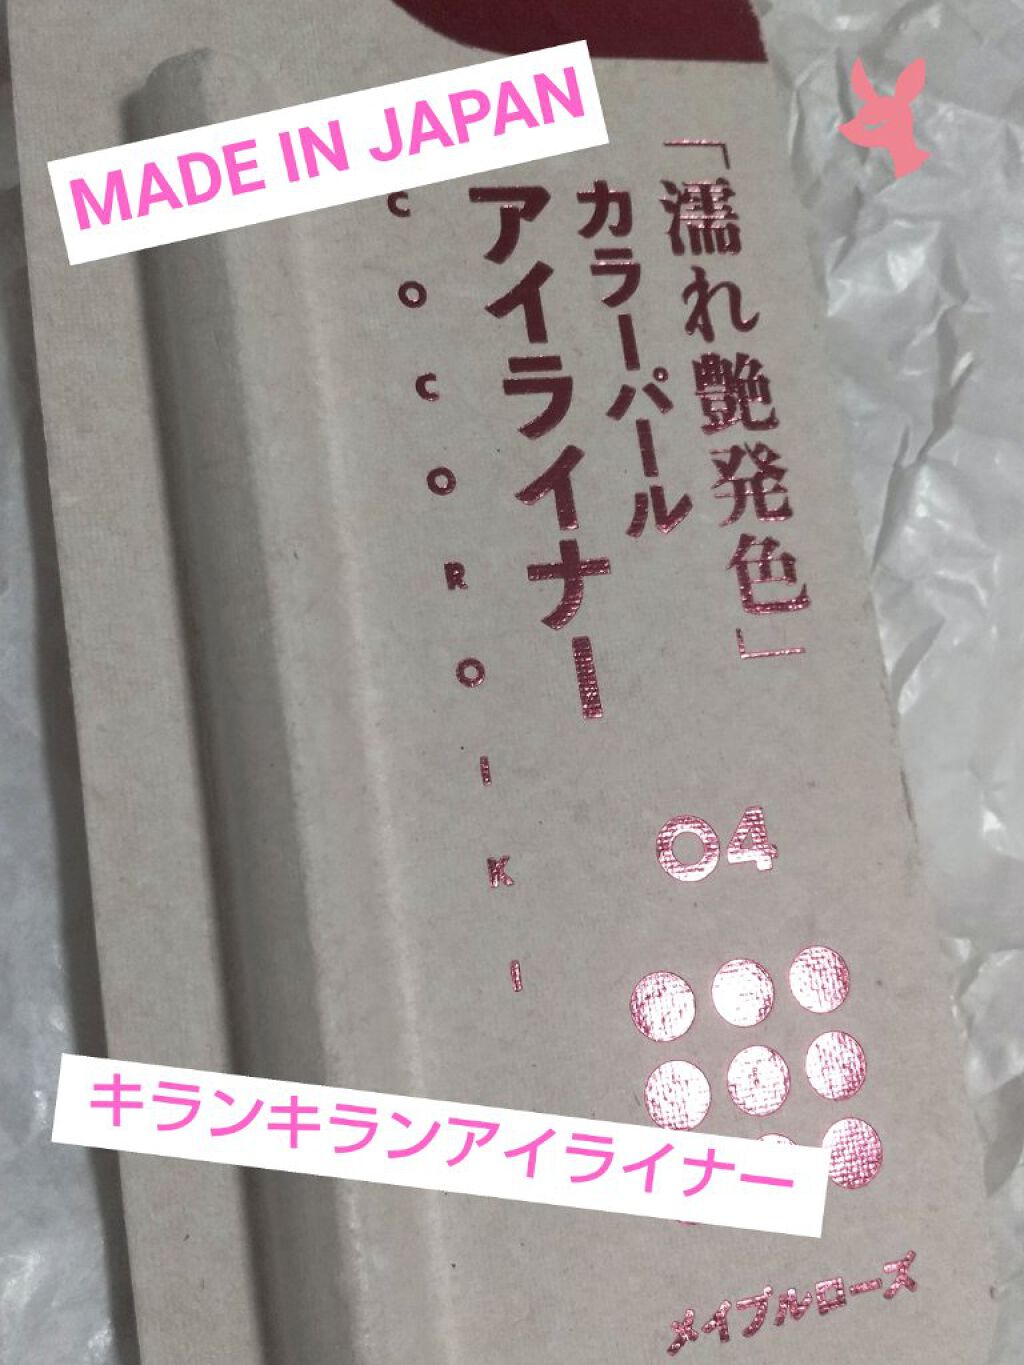 MADE IN JAPAN
「濡れ艶発色」
カラーパール
アイライナー
COCOROIKI
04
キランキランアイライナー
メイプルローズ